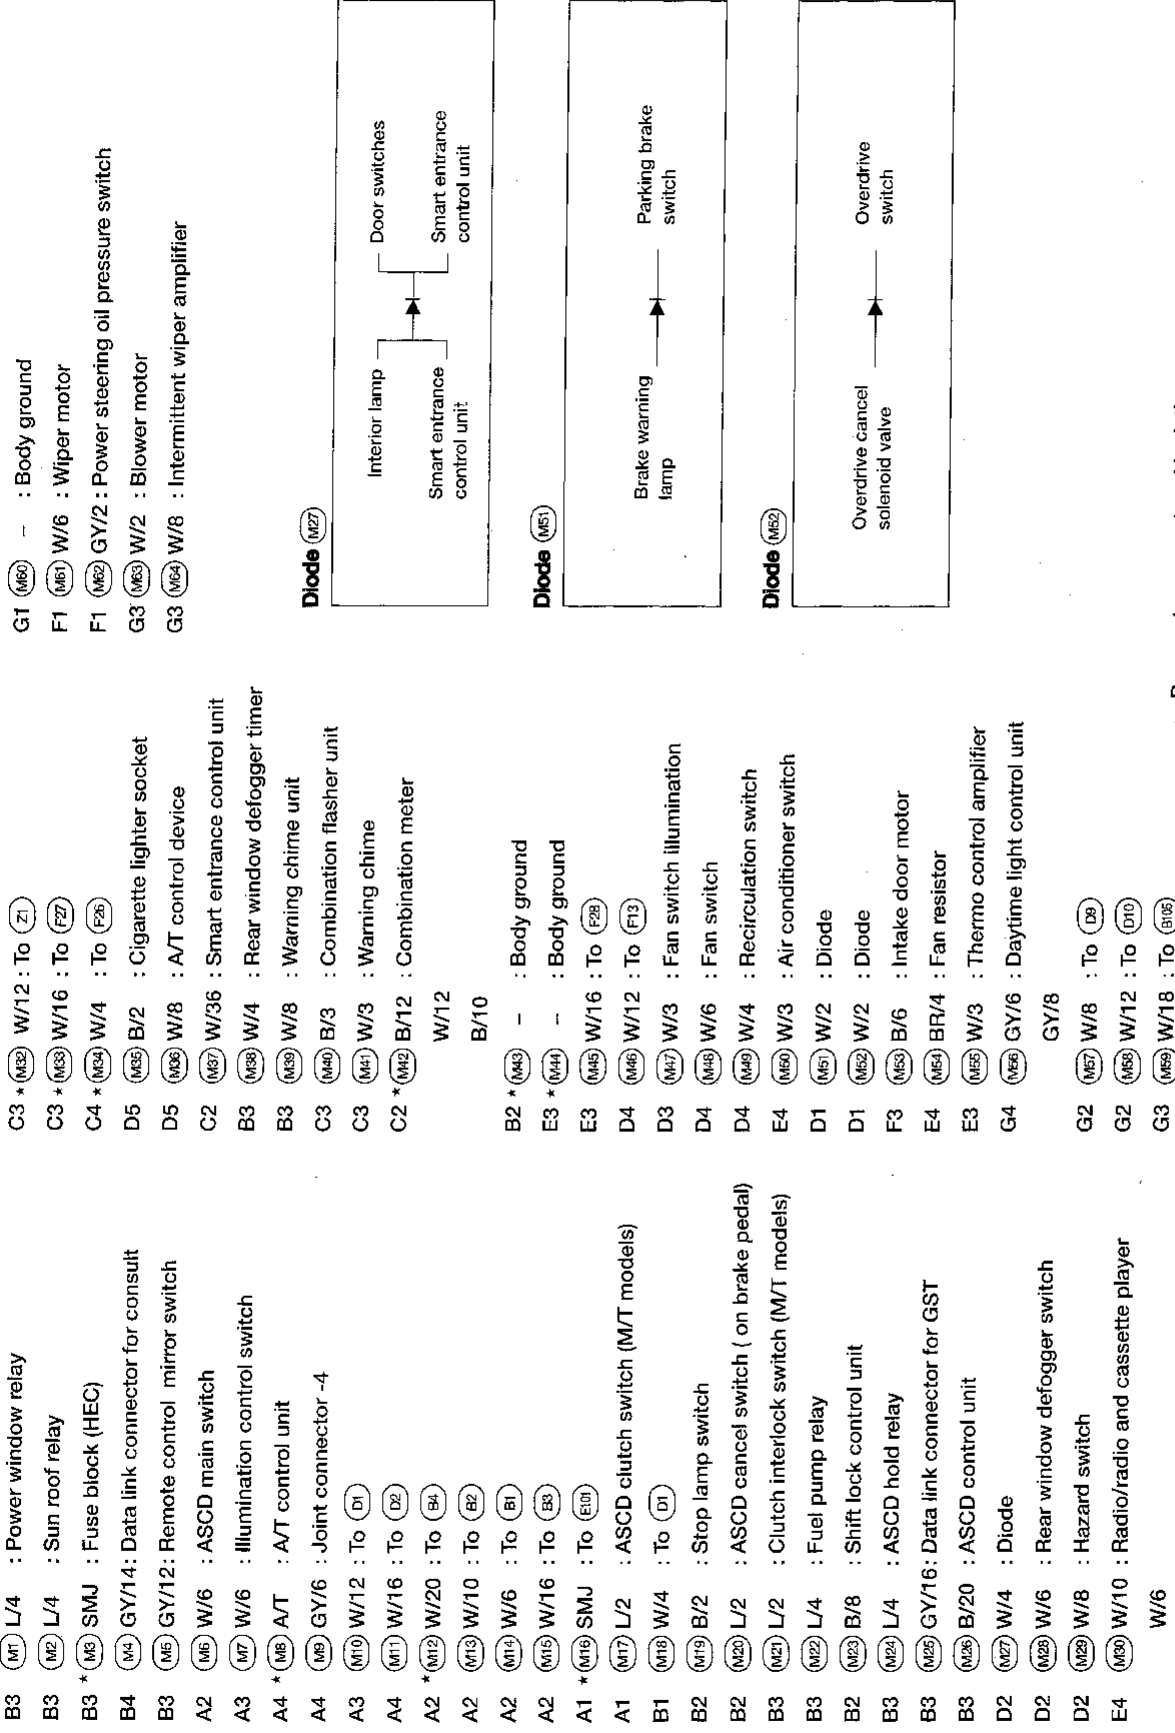 B3 M1 L/4 : Power window relay
B3 M2 L/4 : Sun roof relay
B3 * M3 SMJ : Fuse block (HEC)
B4 M4 GY/14 : Data link connector for consult
B3 M5 GY/12 : Remote control mirror switch
A2 M6 W/6 : ASCD main switch
A3 M7 W/6 : Illumination control switch
A4 * M8 A/T : A/T control unit
A4 M9 GY/6 : Joint connector -4
A3 M10 W/12 : To D1
A4 M11 W/16 : To D2
A2 * M12 W/20 : To B4
A2 M13 W/10 : To B2
A2 M14 W/6 : To B1
A2 M15 W/16 : To B3
A1 * M16 SMJ : To E101
A1 M17 L/2 : ASCD clutch switch (M/T models)
B1 M18 W/4 : To D1
B2 M19 B/2 : Stop lamp switch
B2 M20 L/2 : ASCD cancel switch ( on brake pedal)
B3 M21 L/2 : Clutch interlock switch (M/T models)
B3 M22 L/4 : Fuel pump relay
B2 M23 B/8 : Shift lock control unit
B3 M24 L/4 : ASCD hold relay
B3 M25 GY/16 : Data link connector for GST
B3 M26 B/20 : ASCD control unit
D2 M27 W/4 : Diode
D2 M28 W/6 : Rear window defogger switch
D2 M29 W/8 : Hazard switch
E4 M30 W/10 : Radio/radio and cassette player
W/6
C3 * M32 W/12 : To Z1
C3 * M33 W/16 : To F27
C4 * M34 W/4 : To F26
D5 M35 B/2 : Cigarette lighter socket
D5 M36 W/8 : A/T control device
C2 M37 W/36 : Smart entrance control unit
B3 M38 W/4 : Rear window defogger timer
B3 M39 W/8 : Warning chime unit
C3 M40 B/3 : Combination flasher unit
C3 M41 W/3 : Warning chime
C2 * M42 B/12 : Combination meter
W/12
B/10
B2 * M43 – : Body ground
E3 * M44 – : Body ground
E3 M45 W/16 : To F28
D4 M46 W/12 : To F13
D3 M47 W/3 : Fan switch illumination
D4 M48 W/6 : Fan switch
D4 M49 W/4 : Recirculation switch
E4 M50 W/3 : Air conditioner switch
D1 M51 W/2 : Diode
D1 M52 W/2 : Diode
F3 M53 B/6 : Intake door motor
E4 M54 BR/4 : Fan resistor
E3 M55 W/3 : Thermo control amplifier
G4 M56 GY/6 : Daytime light control unit
GY/8
G2 M57 W/8 : To D9
G2 M58 W/12 : To D10
G3 M59 W/18 : To B105
G1 M60 – : Body ground
F1 M61 W/6 : Wiper motor
F1 M62 GY/2 : Power steering oil pressure switch
G3 M63 W/2 : Blower motor
G3 M64 W/8 : Intermittent wiper amplifier
Diode M27
Interior lamp
Door switches
Smart entrance
control unit
Smart entrance
control unit
Diode M51
Brake warning
lamp
Parking brake
switch
Diode M52
Overdrive cancel
solenoid valve
Overdrive
switch